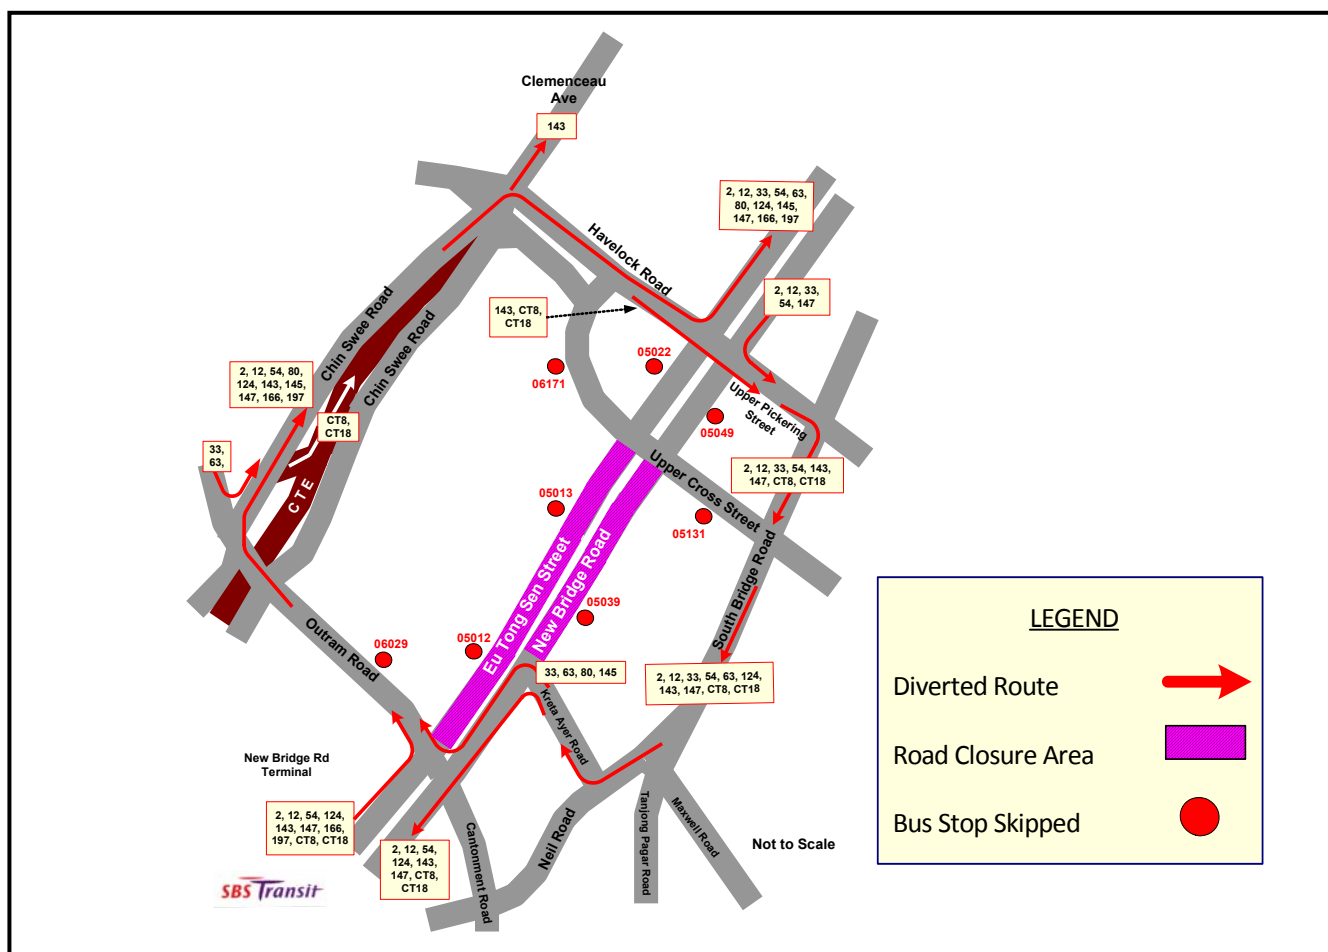 Clemenceau
Ave
143
2, 12, 33, 54, 63,
80, 124, 145,
147, 166, 197
Havelock Road
2, 12, 33,
54, 147
143, CT8,
CT18
Chin Swee Road
Chin Swee Road
05022
06171
2, 12, 54, 80,
124, 143, 145,
147, 166, 197
Upper Pickering
Street
05049
CT8,
CT18
33,
63,
Upper Cross Street
2, 12, 33, 54, 143,
147, CT8, CT18
CTE
05013
05131
Eu Tong Sen Street
New Bridge Road
South Bridge Road
05039
Outram Road
06029
05012
33, 63, 80, 145
2, 12, 33, 54, 63, 124,
143, 147, CT8, CT18
Kreta Ayer Road
New Bridge Rd
Terminal
2, 12, 54, 124,
143, 147, 166,
197, CT8, CT18
2, 12, 54,
124, 143,
147, CT8,
CT18
Cantonment Road
Neil Road
Tanjong Pagar Road
Maxwell Road
Not to Scale
SBS Transit
LEGEND
Diverted Route
Road Closure Area
Bus Stop Skipped